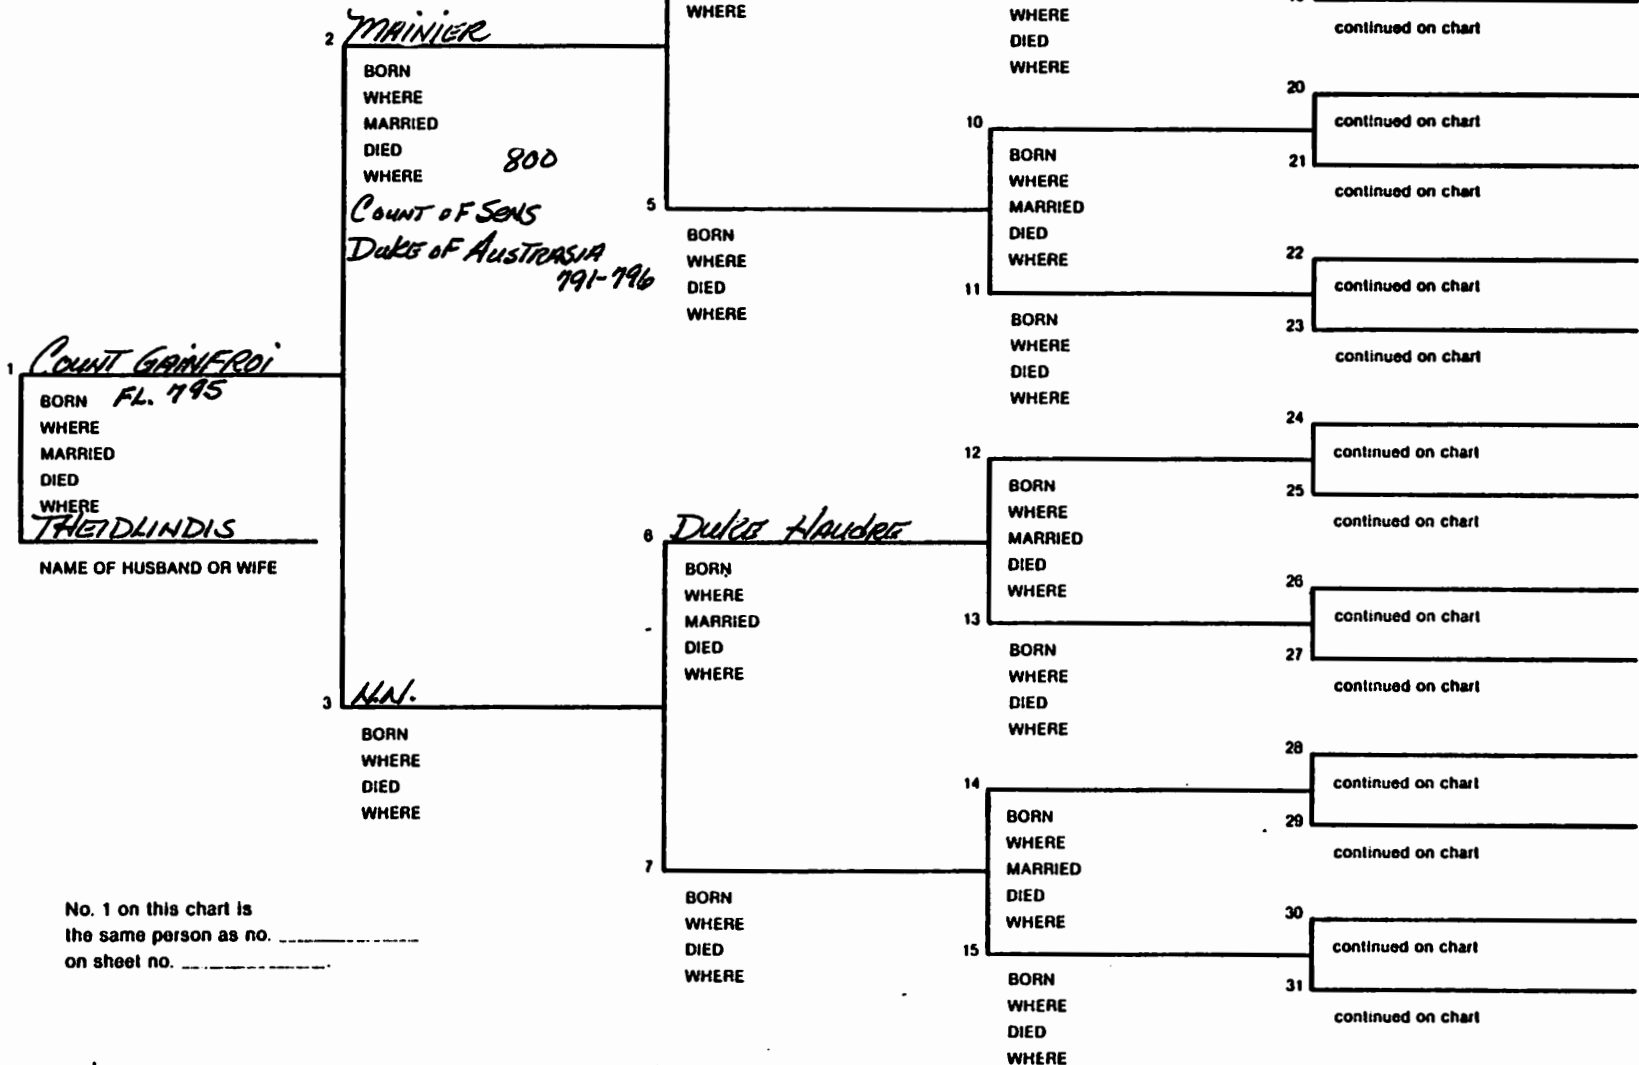 2 MAINIER
BORN
WHERE
MARRIED
DIED 800
WHERE
COUNT OF SENS
DUKE OF AUSTRASIA
791-796
1 COUNT GAINFROI
BORN FL. 795
WHERE
MARRIED
DIED
WHERE
THEIDLINDIS
NAME OF HUSBAND OR WIFE
3 N.N.
BORN
WHERE
DIED
WHERE
No. 1 on this chart is
the same person as no.
on sheet no.
WHERE
5
BORN
WHERE
DIED
WHERE
6 DUKE HAUDRE
BORN
WHERE
MARRIED
DIED
WHERE
7
BORN
WHERE
DIED
WHERE
WHERE
DIED
WHERE
10
BORN
WHERE
MARRIED
DIED
WHERE
11
BORN
WHERE
DIED
WHERE
12
BORN
WHERE
MARRIED
DIED
WHERE
13
BORN
WHERE
DIED
WHERE
14
BORN
WHERE
MARRIED
DIED
WHERE
15
BORN
WHERE
DIED
WHERE
continued on chart
20
continued on chart
21
continued on chart
22
continued on chart
23
continued on chart
24
continued on chart
25
continued on chart
26
continued on chart
27
continued on chart
28
continued on chart
29
continued on chart
30
continued on chart
31
continued on chart